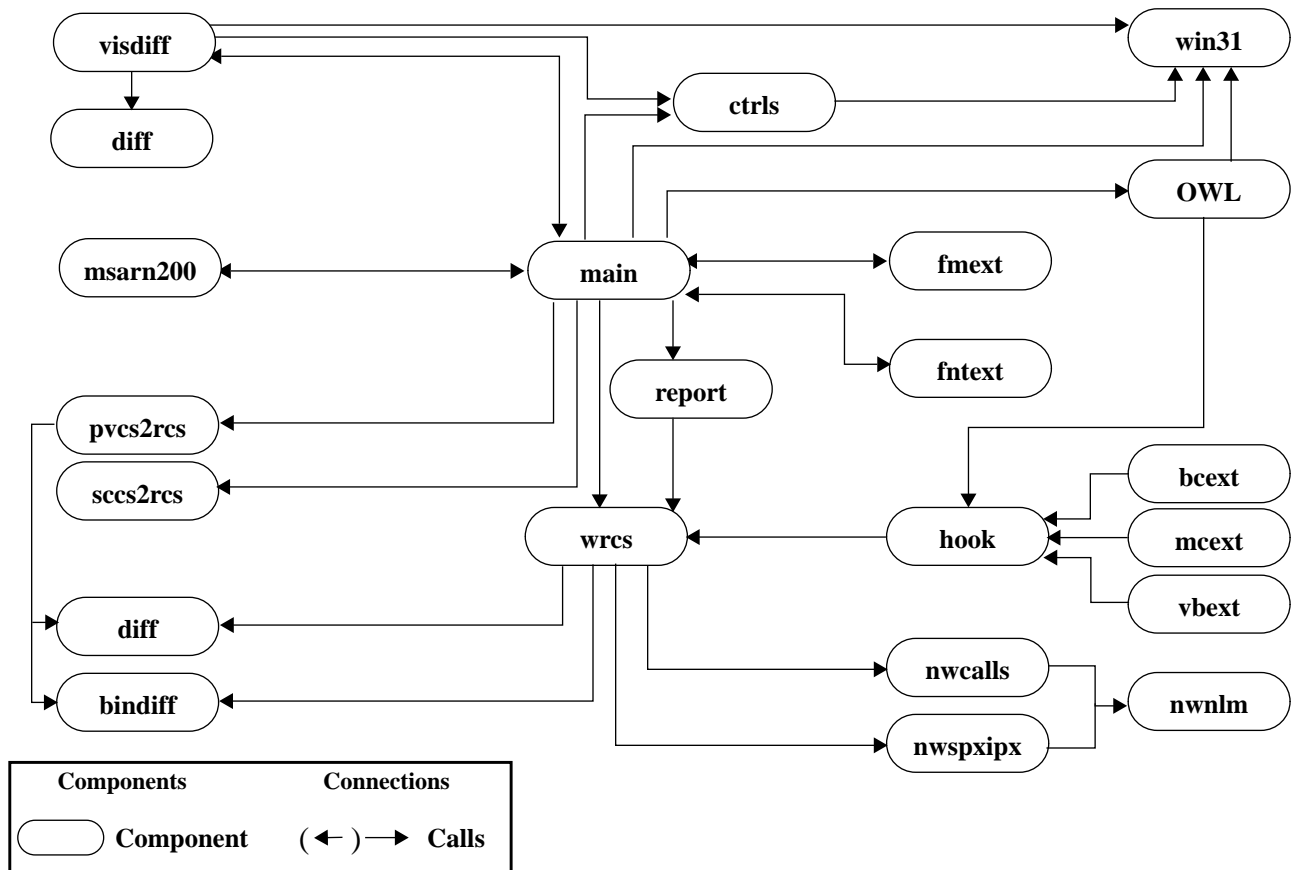 visdiff
win31
ctrls
diff
OWL
msarn200
main
fmext
fntext
report
pvcs2rcs
bcext
sccs2rcs
wrcs
hook
mcext
vbext
diff
nwcalls
bindiff
nwnlm
nwspxipx
Components Connections
Component ( ) Calls